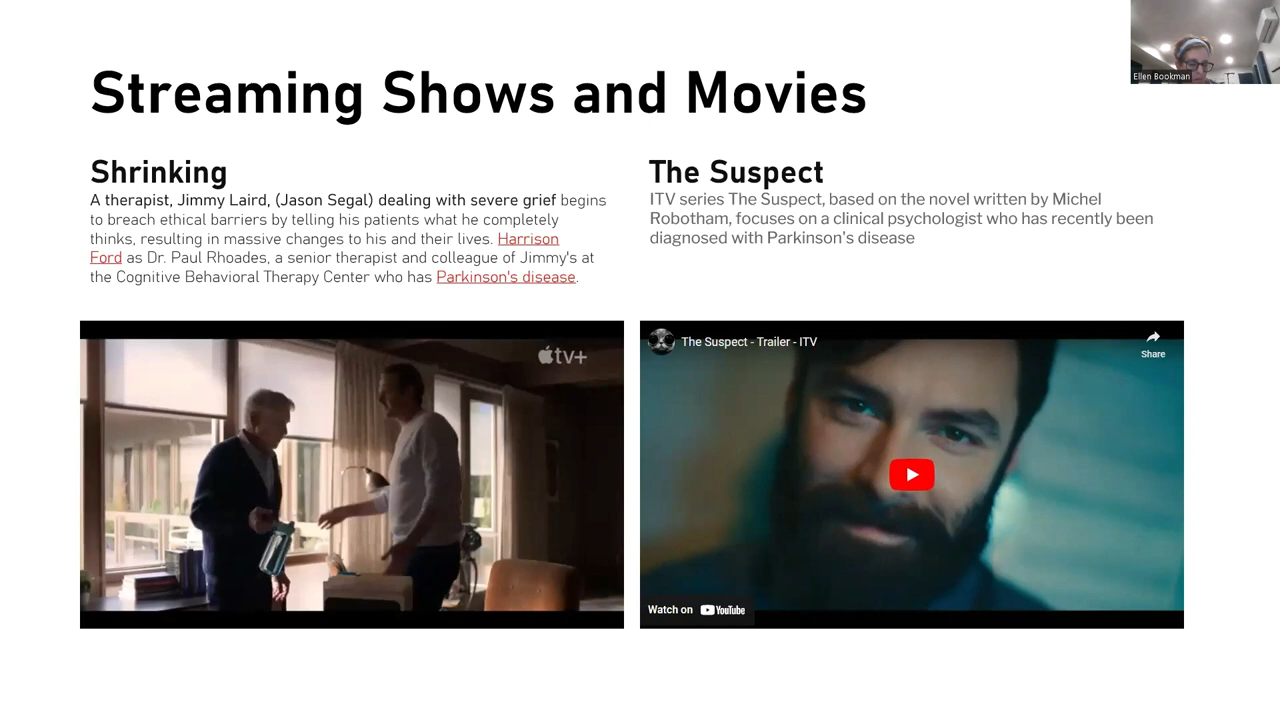 Streaming Shows and Movies
Ellen Bookman
Shrinking
A therapist, Jimmy Laird, (Jason Segal) dealing with severe grief begins
to breach ethical barriers by telling his patients what he completely
thinks, resulting in massive changes to his and their lives. Harrison
Ford as Dr. Paul Rhoades, a senior therapist and colleague of Jimmy's at
the Cognitive Behavioral Therapy Center who has Parkinson's disease.
The Suspect
ITV series The Suspect, based on the novel written by Michel
Robotham, focuses on a clinical psychologist who has recently been
diagnosed with Parkinson's disease
tv+
The Suspect - Trailer - ITV
Share
Watch on YouTube